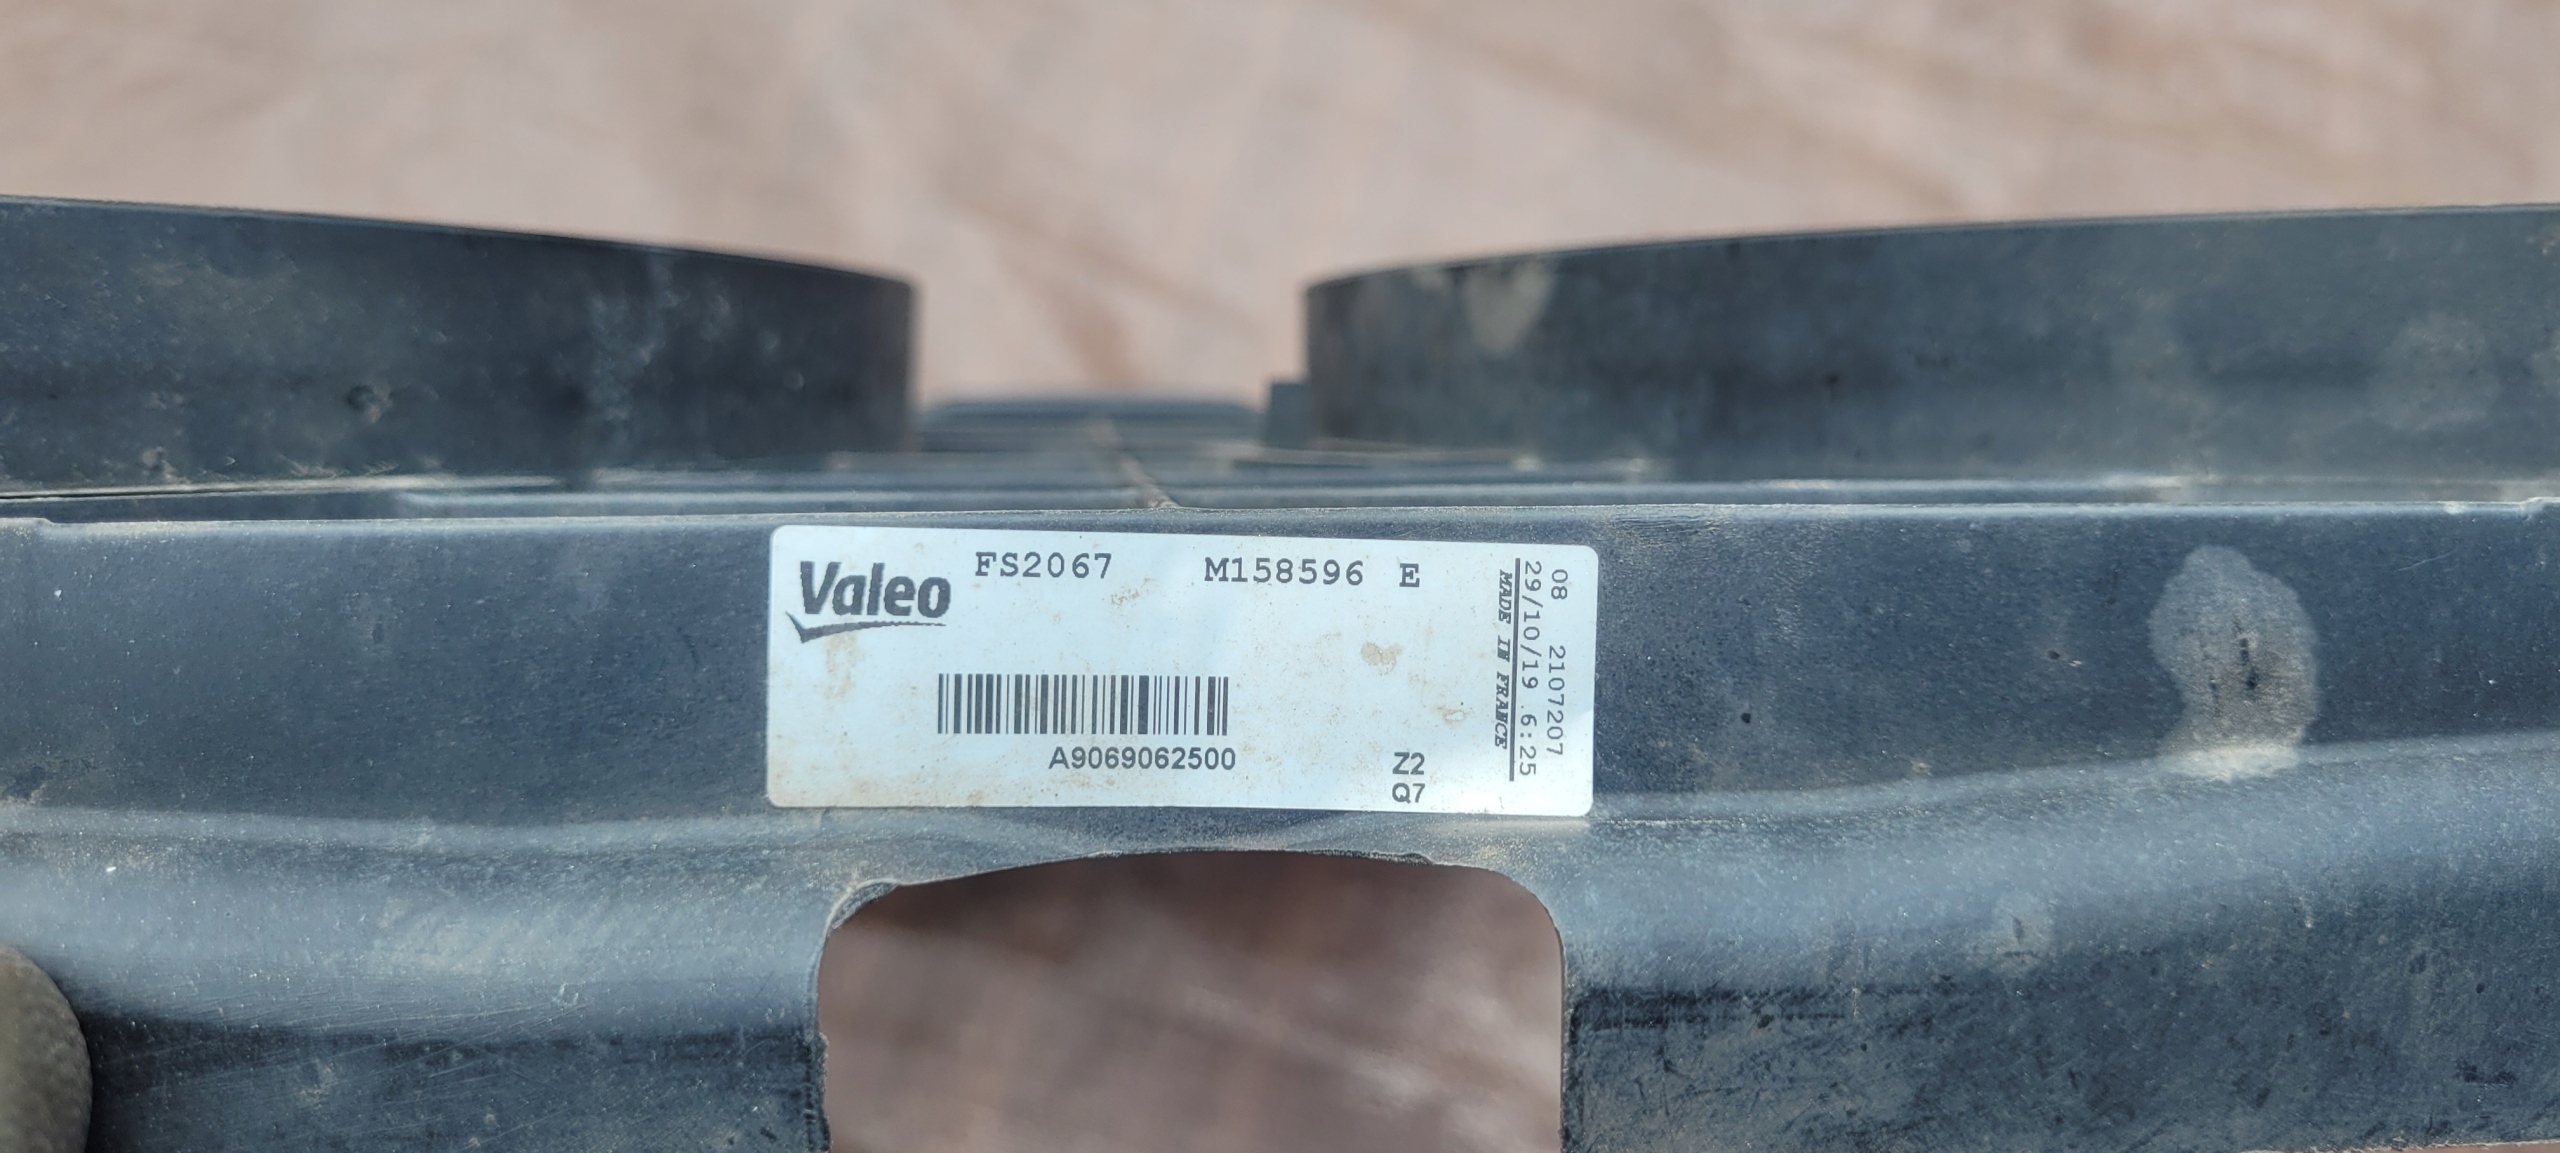 Valeo
FS2067 M158596 E
A9069062500
Z2
Q7
08 2107207
29/10/19 6:25
MADE IN FRANCE